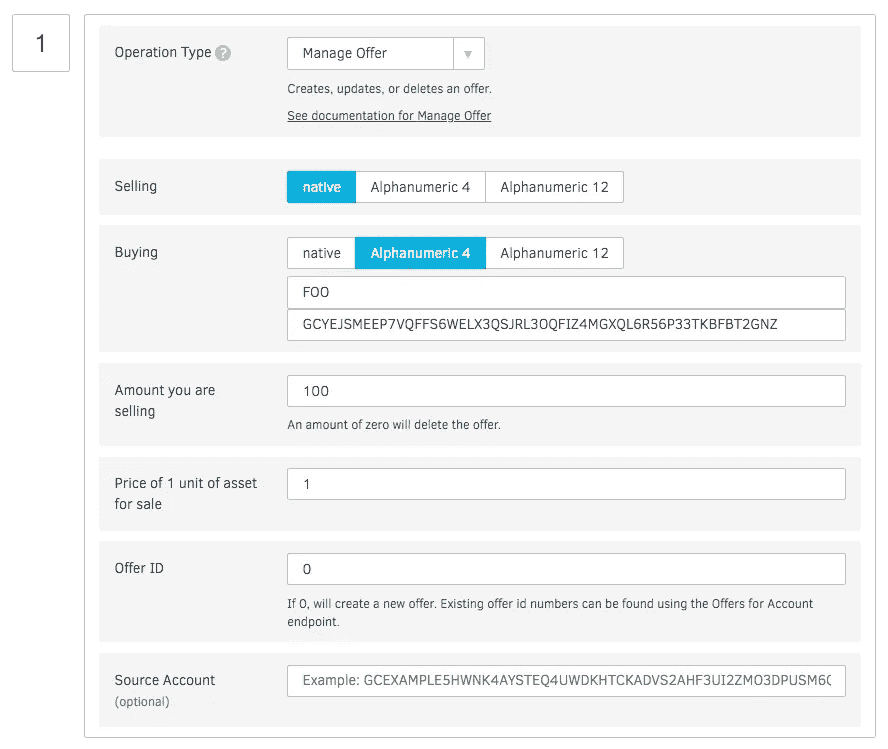 1
Operation Type ?
Manage Offer
Creates, updates, or deletes an offer.
See documentation for Manage Offer
Selling
native Alphanumeric 4 Alphanumeric 12
Buying
native Alphanumeric 4 Alphanumeric 12
FOO
GCYEJSMEEP7VQFFS6WELX3QSJRL3OQFIZ4MGXQL6R56P33TKBFBT2GNZ
Amount you are
selling
100
An amount of zero will delete the offer.
Price of 1 unit of asset
for sale
1
Offer ID
0
If 0, will create a new offer. Existing offer id numbers can be found using the Offers for Account
endpoint.
Source Account
(optional)
Example: GCEXAMPLE5HWNK4AYSTEQ4UWDKHTCKADVS2AHF3UI2ZMO3DPUSM6Q